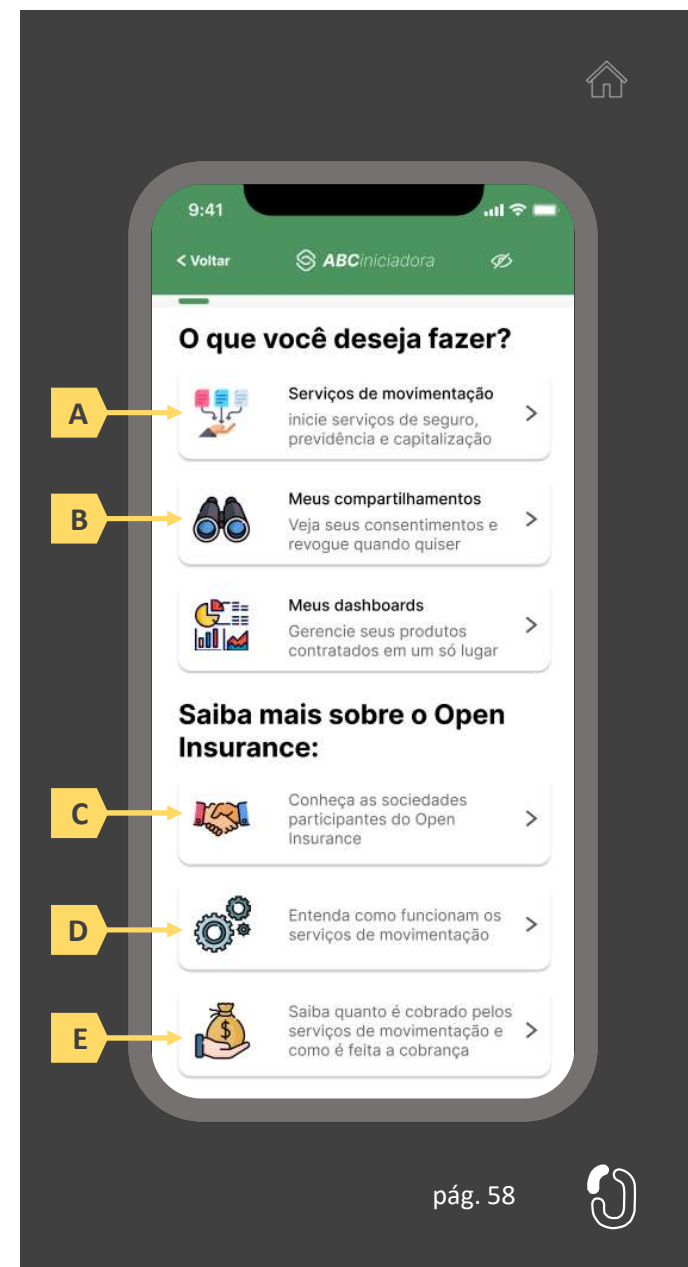 9:41
< Voltar ABCiniciadora
O que você deseja fazer?
A
Serviços de movimentação
inicie serviços de seguro,
previdência e capitalização
B
Meus compartilhamentos
Veja seus consentimentos e
revogue quando quiser
Meus dashboards
Gerencie seus produtos
contratados em um só lugar
Saiba mais sobre o Open
Insurance:
C
Conheça as sociedades
participantes do Open
Insurance
D
Entenda como funcionam os
serviços de movimentação
E
Saiba quanto é cobrado pelos
serviços de movimentação e
como é feita a cobrança
pág. 58